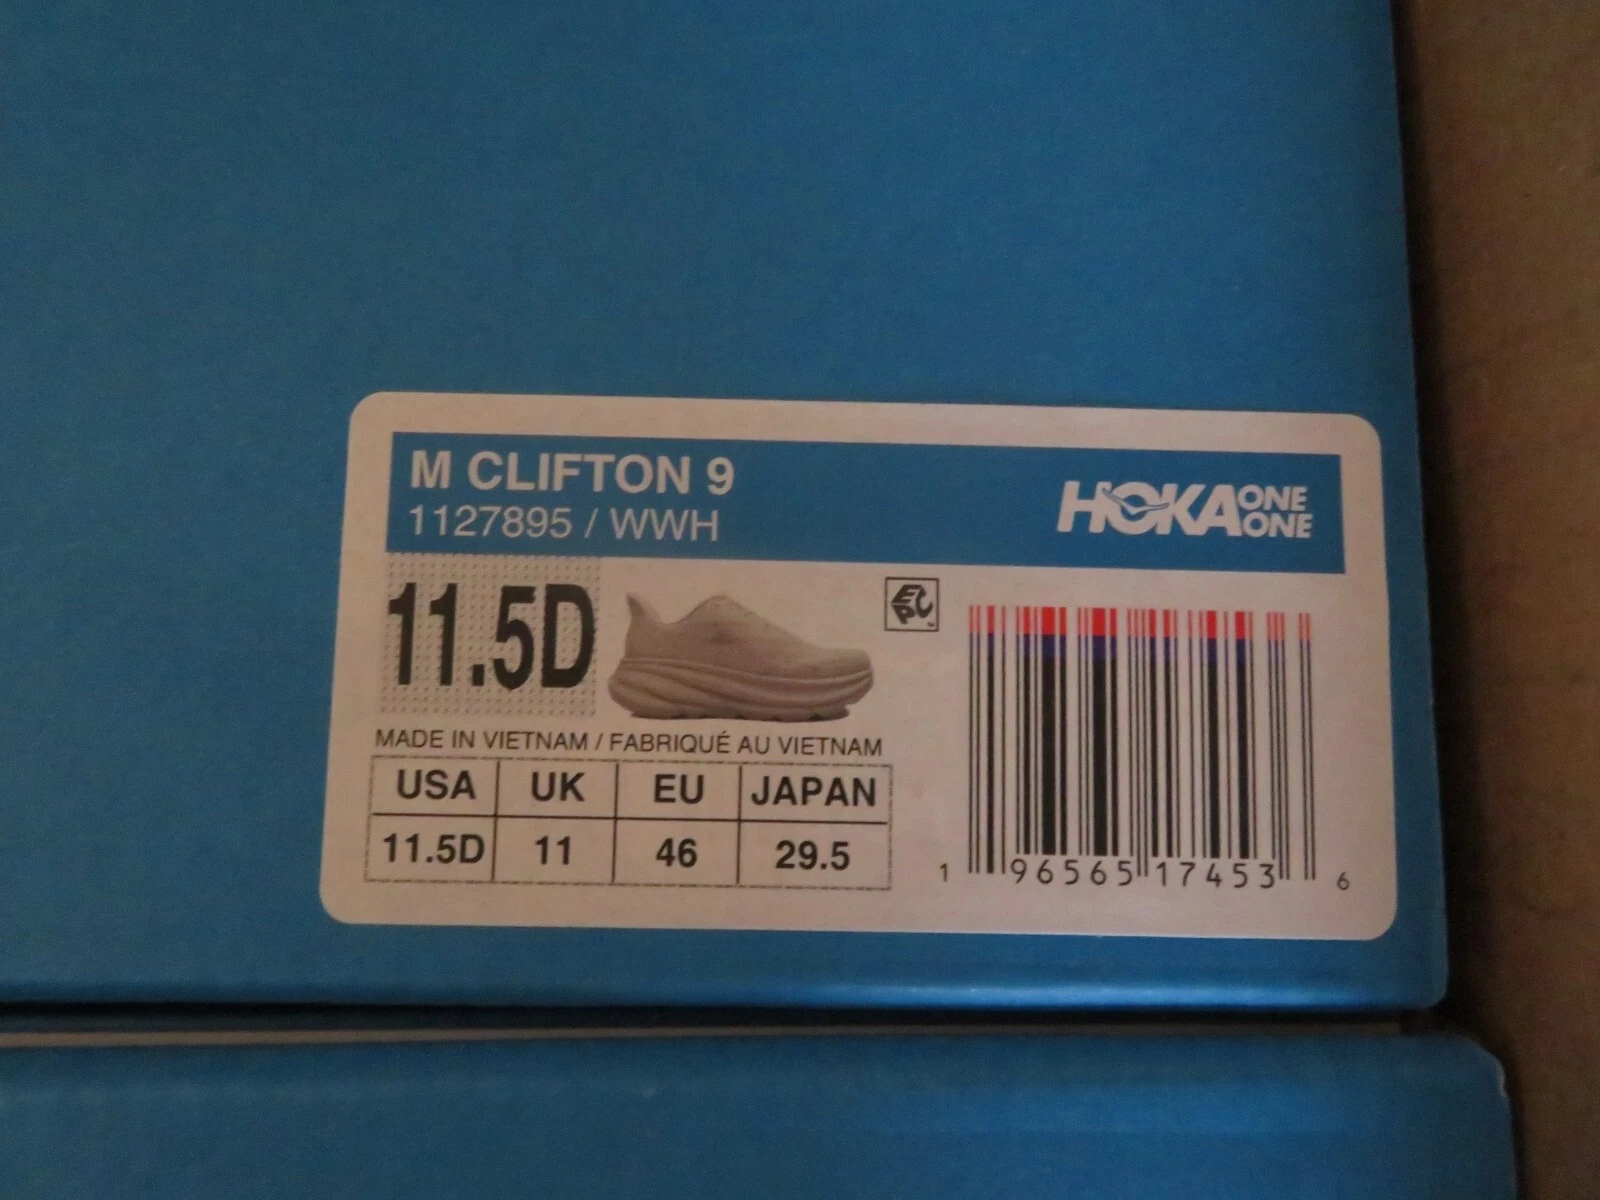 M CLIFTON 9
1127895 / WWH
HOKA ONE ONE
11.5D
EPC
MADE IN VIETNAM / FABRIQUÉ AU VIETNAM
USA UK EU JAPAN
11.5D 11 46 29.5
1 96565 17453 6